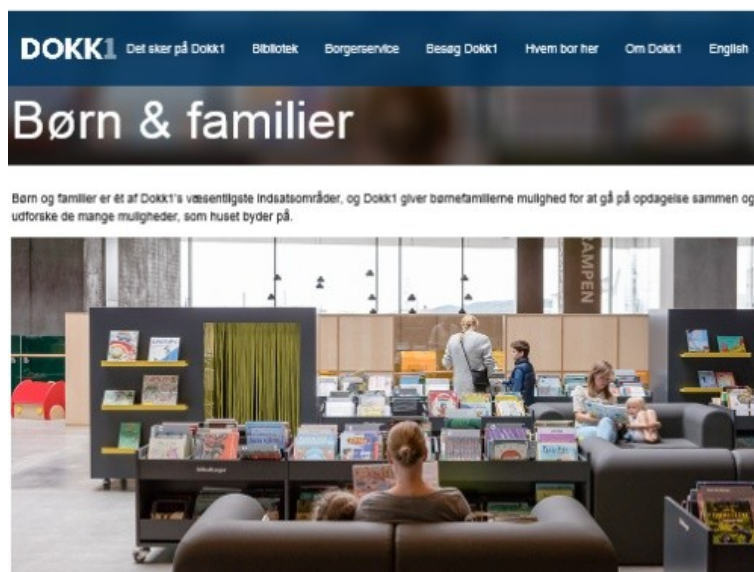 DOKK1 Det sker på Dokk1 Bibliotek Borgerservice Besøg Dokk1 Hvem bor her Om Dokk1 English
Børn & familier
Børn og familier er ét af Dokk1's væsentligste indsatsområder, og Dokk1 giver børnefamilierne mulighed for at gå på opdagelse sammen og
udforske de mange muligheder, som huset byder på.
RAMPEN